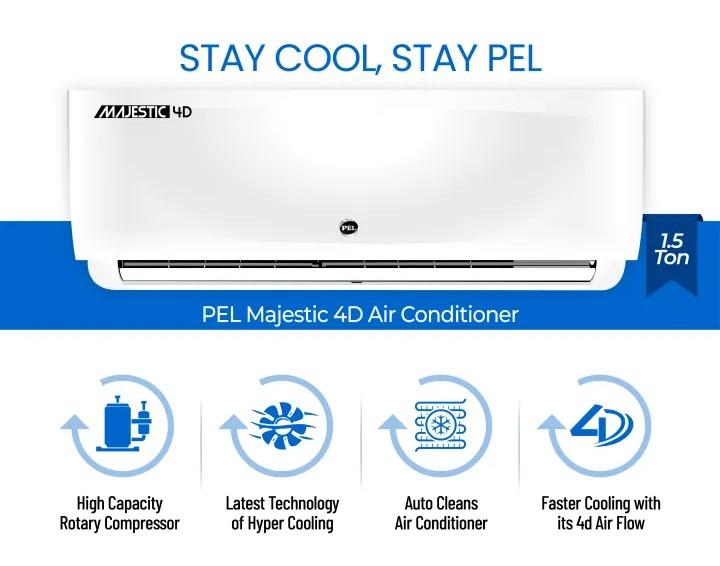 STAY COOL, STAY PEL
MAJESTIC 4D
PEL
1.5
Ton
PEL Majestic 4D Air Conditioner
4D
High Capacity
Rotary Compressor
Latest Technology
of Hyper Cooling
Auto Cleans
Air Conditioner
Faster Cooling with
its 4d Air Flow